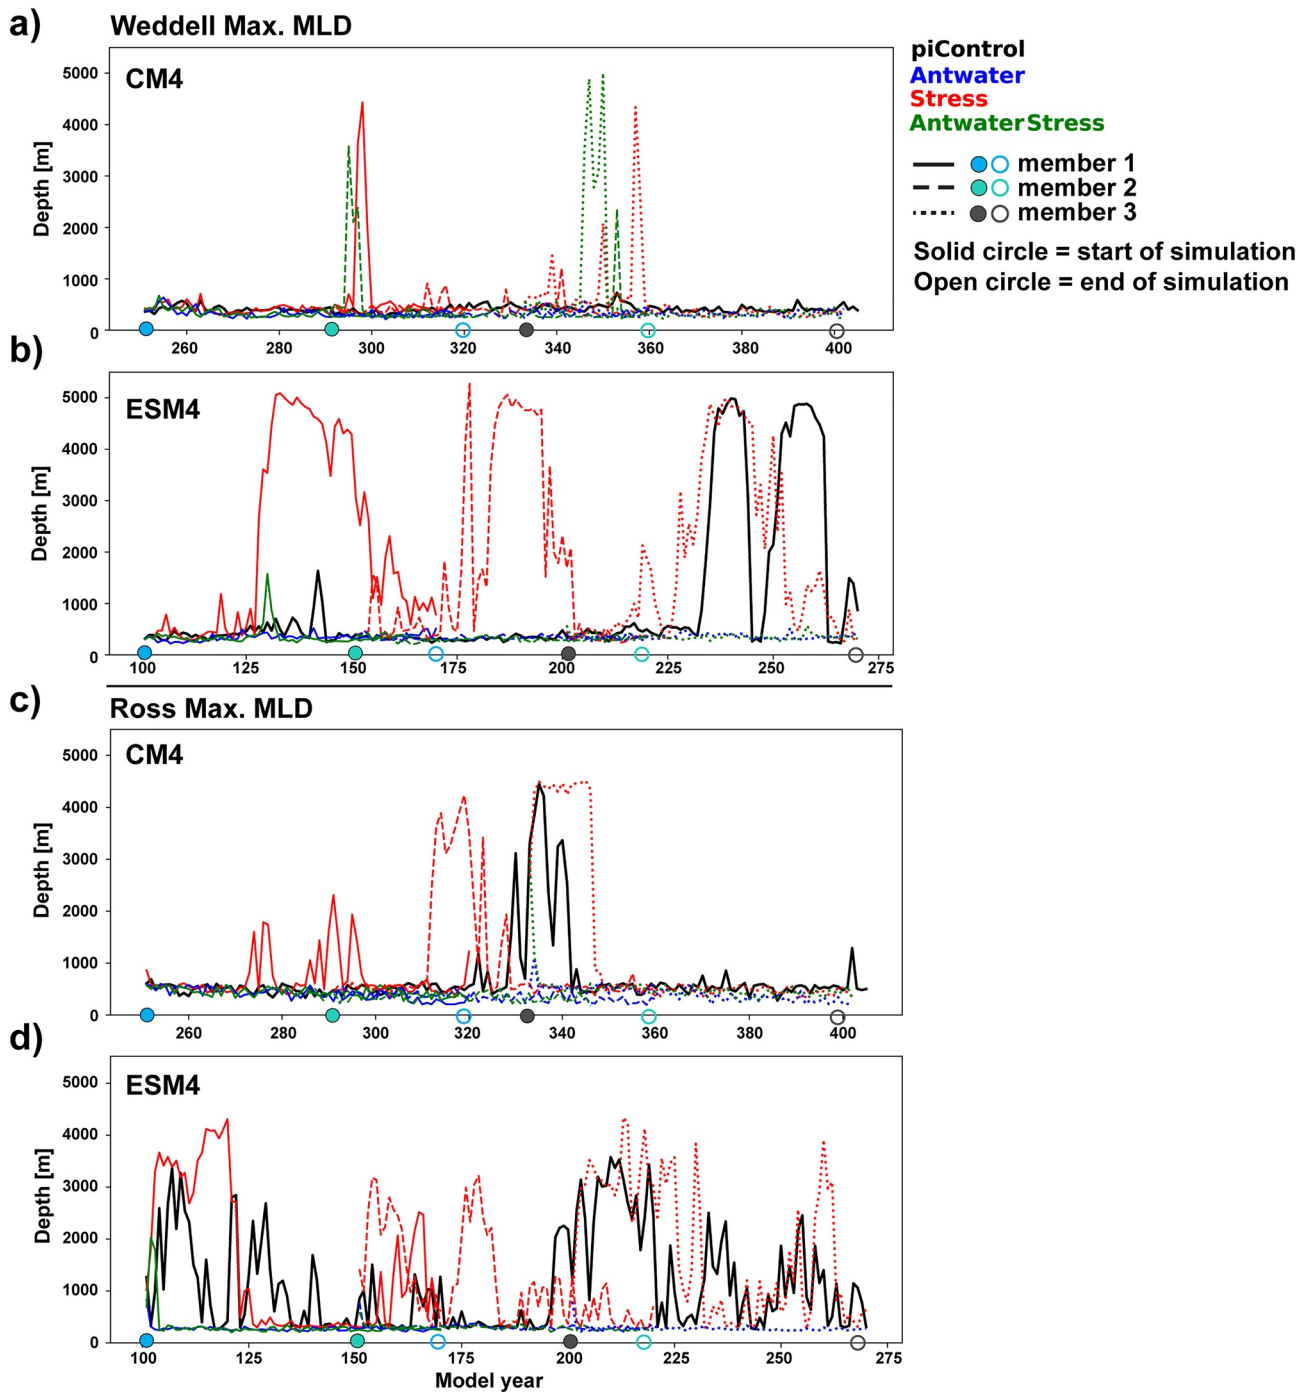 a)
Weddell Max. MLD
CM4
Depth [m]
5000
4000
3000
2000
1000
0
260 280 300 320 340 360 380 400
piControl
Antwater
Stress
AntwaterStress
member 1
member 2
member 3
Solid circle = start of simulation
Open circle = end of simulation
b)
ESM4
Depth [m]
5000
4000
3000
2000
1000
0
100 125 150 175 200 225 250 275
c)
Ross Max. MLD
CM4
Depth [m]
5000
4000
3000
2000
1000
0
260 280 300 320 340 360 380 400
d)
ESM4
Depth [m]
5000
4000
3000
2000
1000
0
100 125 150 175 200 225 250 275
Model year